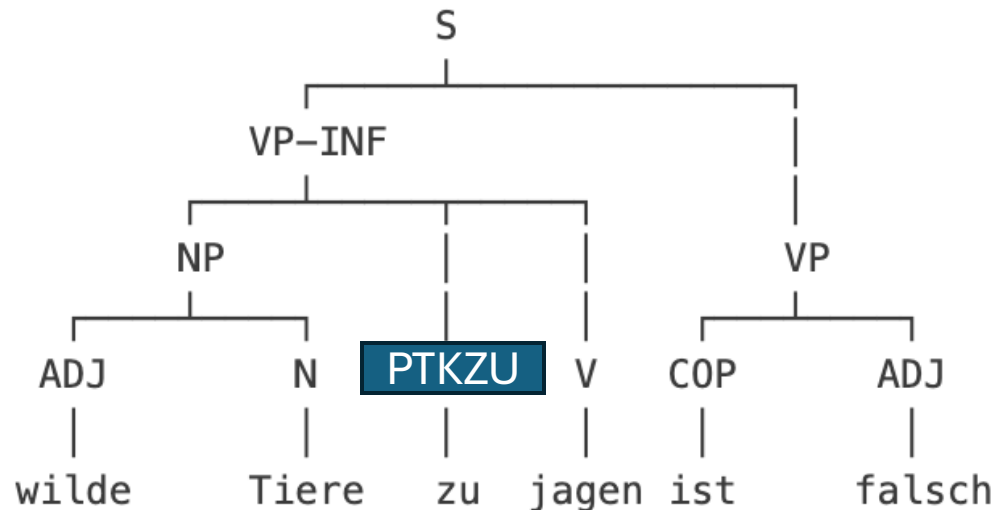 S
VP-INF
NP VP
ADJ N PTKZU V COP ADJ
wilde Tiere zu jagen ist falsch